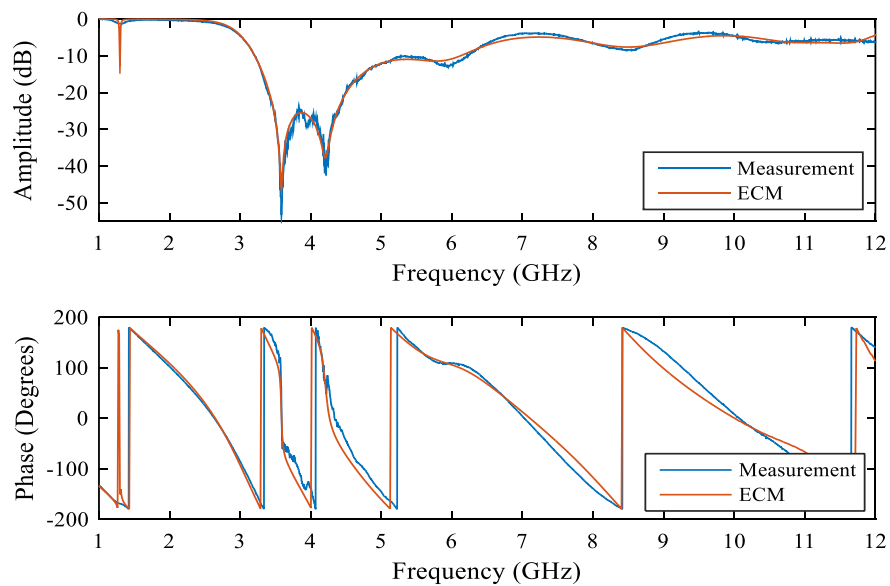 Amplitude (dB)
0
-10
-20
-30
-40
-50
Measurement
ECM
1 2 3 4 5 6 7 8 9 10 11 12
Frequency (GHz)
Phase (Degrees)
200
100
0
-100
-200
Measurement
ECM
1 2 3 4 5 6 7 8 9 10 11 12
Frequency (GHz)